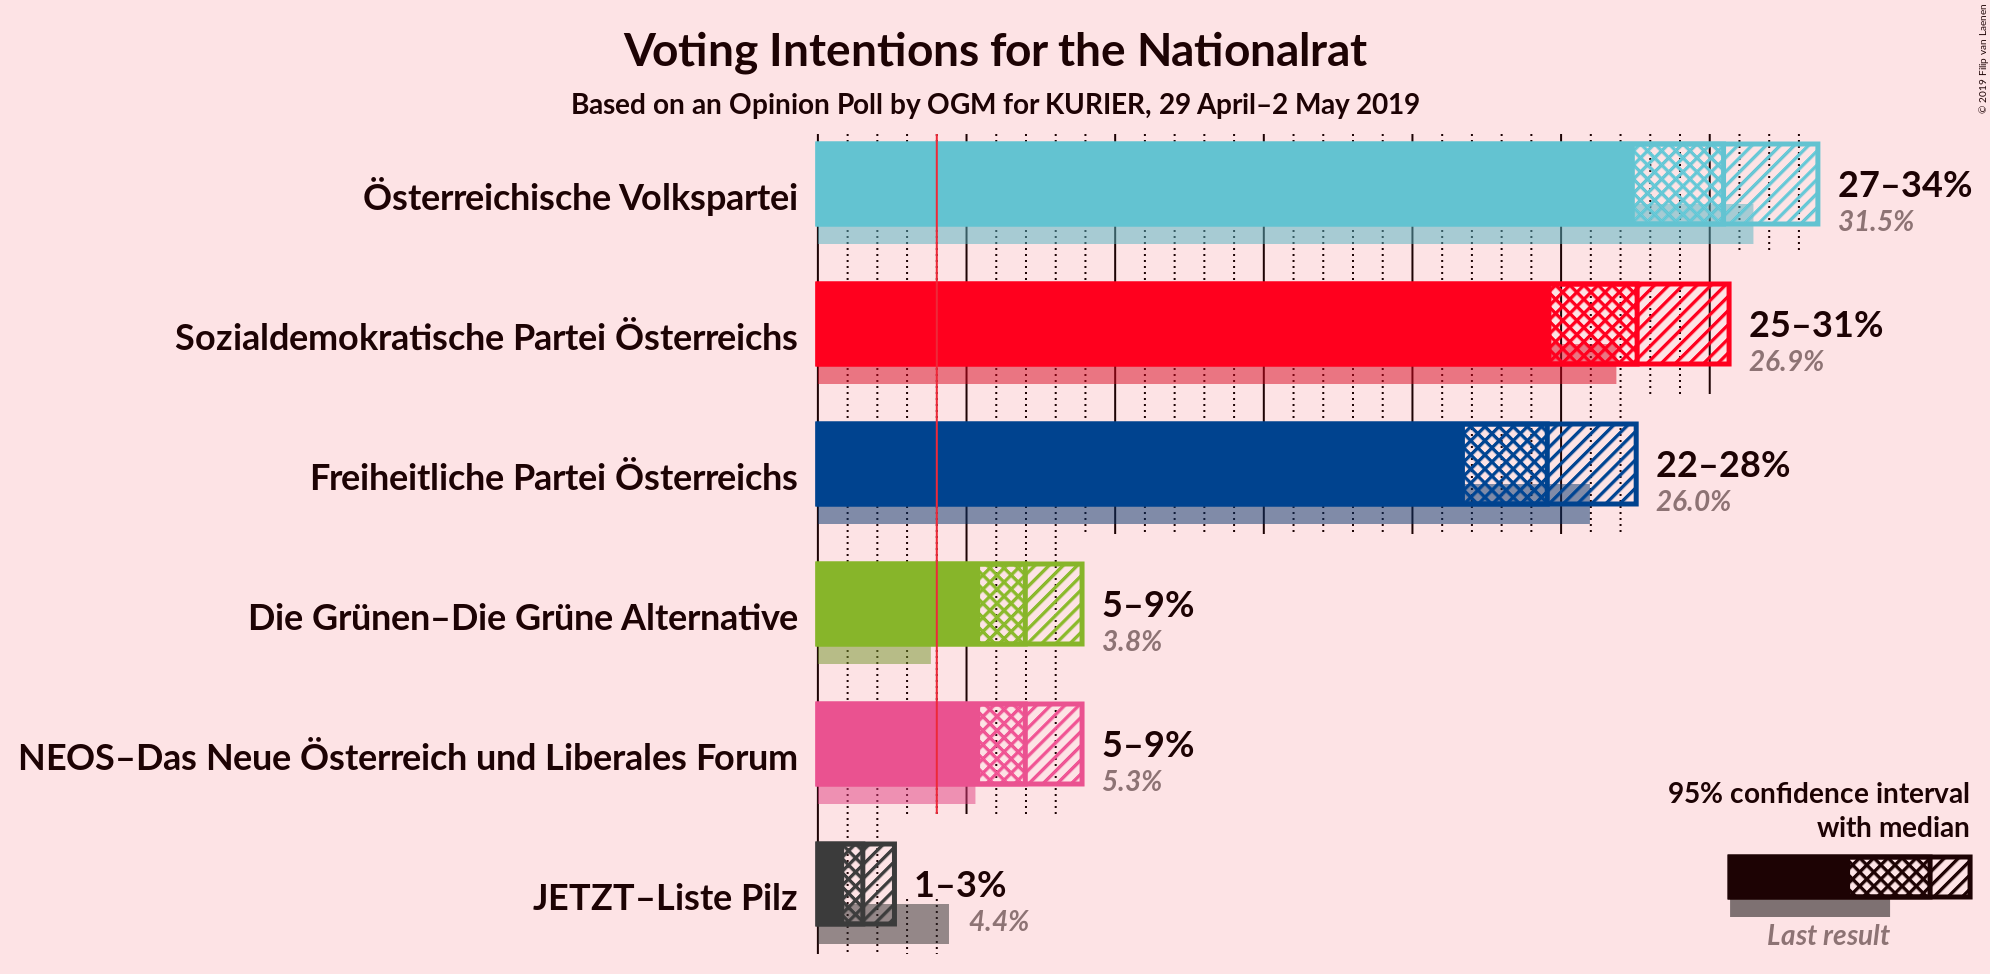 Voting Intentions for the Nationalrat
Based on an Opinion Poll by OGM for KURIER, 29 April–2 May 2019
© 2019 Filip van Laenen
Österreichische Volkspartei
27–34%
31.5%
Sozialdemokratische Partei Österreichs
25–31%
26.9%
Freiheitliche Partei Österreichs
22–28%
26.0%
Die Grünen–Die Grüne Alternative
5–9%
3.8%
NEOS–Das Neue Österreich und Liberales Forum
5–9%
5.3%
JETZT–Liste Pilz
1–3%
4.4%
95% confidence interval
with median
Last result